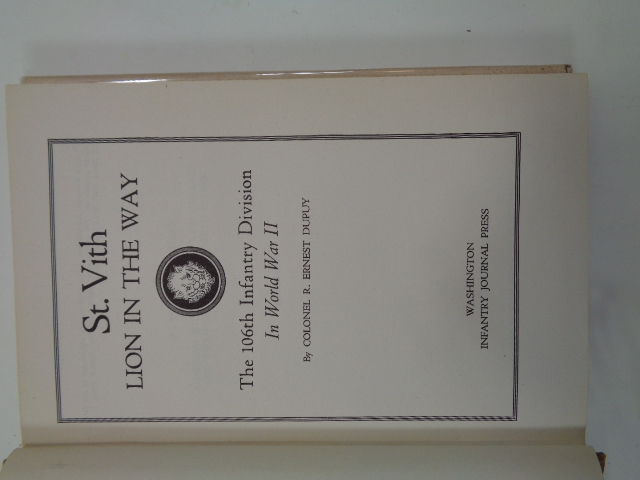 St. Vith
LION IN THE WAY
The 106th Infantry Division
In World War II
By COLONEL R. ERNEST DUPUY
WASHINGTON
INFANTRY JOURNAL PRESS